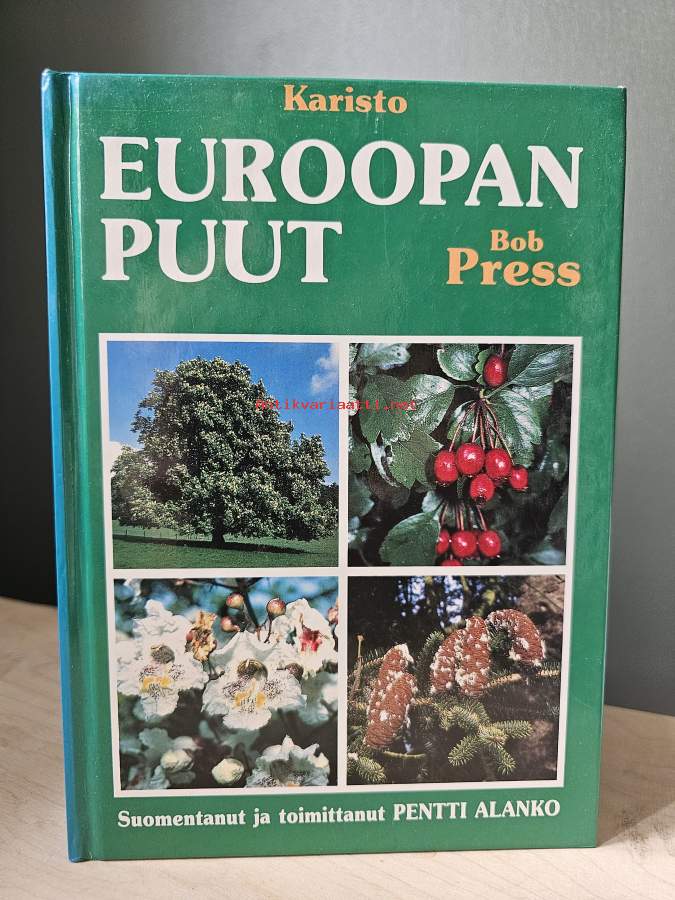 Karisto
EUROOPAN
PUUT
Bob
Press
Antikvariaatti.net
Suomentanut ja toimittanut PENTTI ALANKO